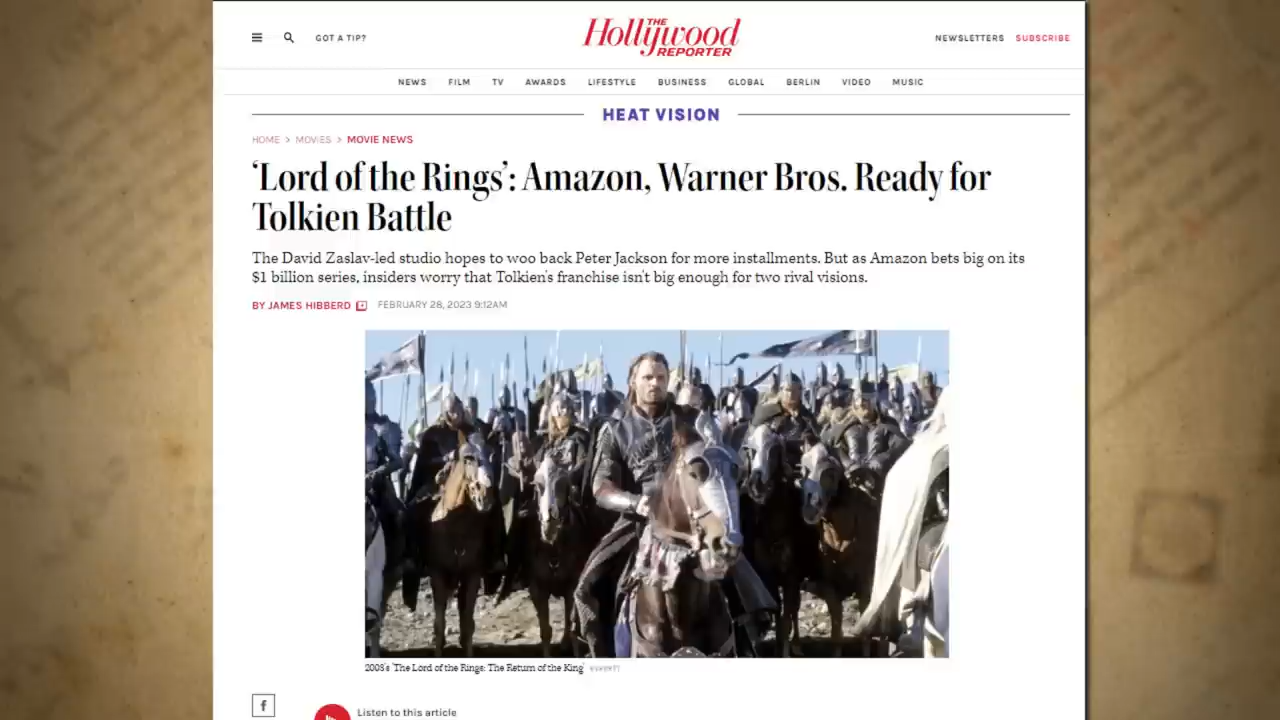 GOT A TIP?
THE
Hollywood
REPORTER
NEWSLETTERS SUBSCRIBE
NEWS FILM TV AWARDS LIFESTYLE BUSINESS GLOBAL BERLIN VIDEO MUSIC
HEAT VISION
HOME > MOVIES > MOVIE NEWS
‘Lord of the Rings’: Amazon, Warner Bros. Ready for
Tolkien Battle
The David Zaslav-led studio hopes to woo back Peter Jackson for more installments. But as Amazon bets big on its
$1 billion series, insiders worry that Tolkien's franchise isn't big enough for two rival visions.
BY JAMES HIBBERD FEBRUARY 28, 2023 9:12AM
2003's 'The Lord of the Rings: The Return of the King'
f
Listen to this article